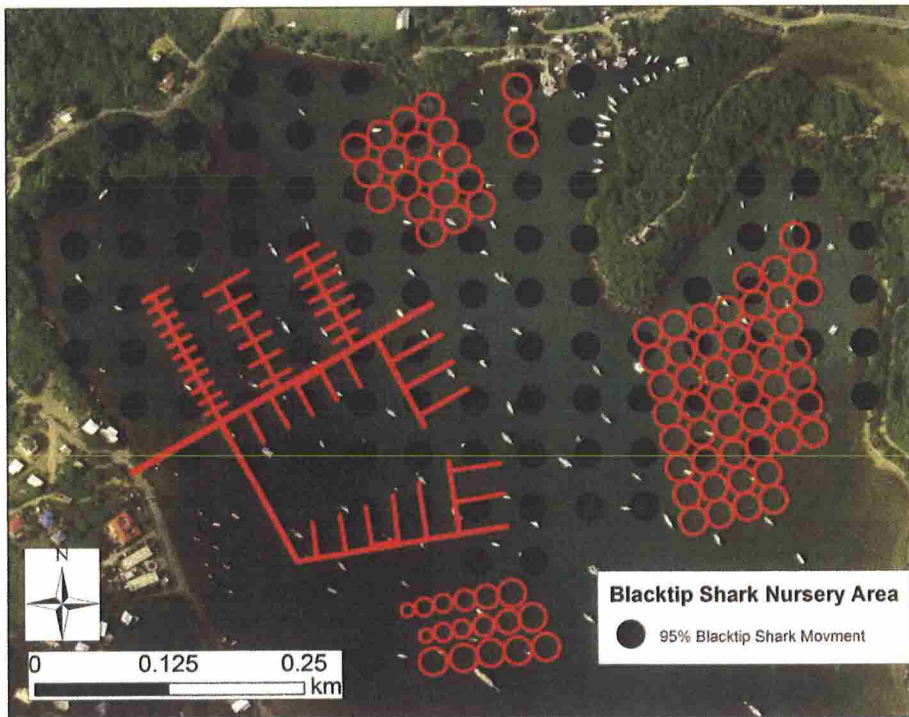 N
0 0.125 0.25
km
Blacktip Shark Nursery Area
95% Blacktip Shark Movment